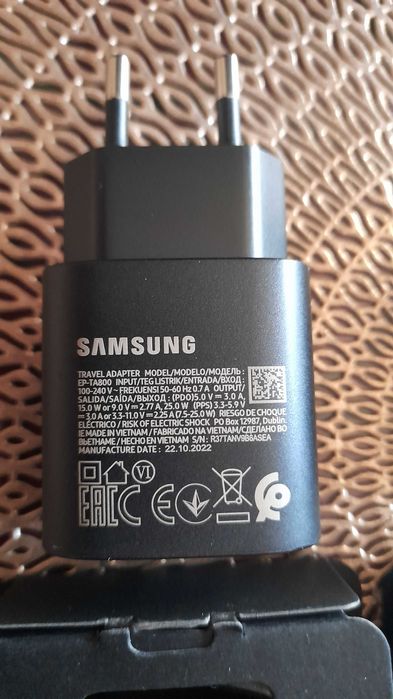 SAMSUNG
TRAVEL ADAPTER MODEL/MODELO/МОДЕЛЬ :
EP-TA800 INPUT/TEG LISTRIK/ENTRADA/ВХОД :
100-240 V~ FREKUENSI 50-60 Hz 0.7 A OUTPUT/
SALIDA/SAÍDA/ВЫХОД : (PDO)5.0 V⎓ 3.0 A,
15.0 W or 9.0 V⎓ 2.77 A, 25.0 W (PPS) 3.3-5.9 V
⎓ 3.0 A or 3.3-11.0 V⎓ 2.25 A (7.5-25.0 W) RIESGO DE CHOQUE
ELÉCTRICO / RISK OF ELECTRIC SHOCK PO Box 12987, Dublin.
IE MADE IN VIETNAM / FABRICADO NA VIETNAM/СДЕЛАНО ВО
ВЬЕТНАМЕ / HECHO EN VIETNAM S/N : R37TANV9B8ASEA
MANUFACTURE DATE : 22.10.2022
VI
EAC CE